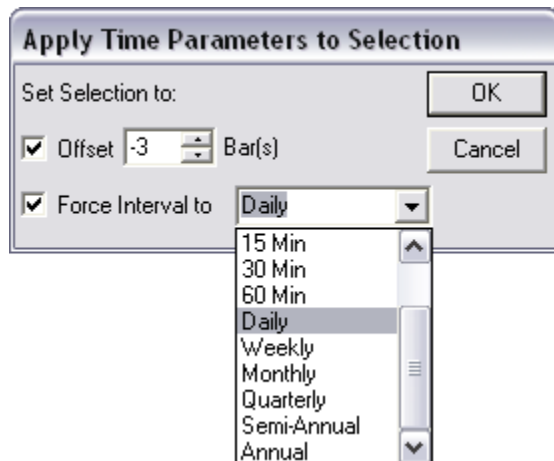 Apply Time Parameters to Selection
Set Selection to:
OK
Offset -3 Bar(s)
Cancel
Force Interval to Daily
15 Min
30 Min
60 Min
Daily
Weekly
Monthly
Quarterly
Semi-Annual
Annual